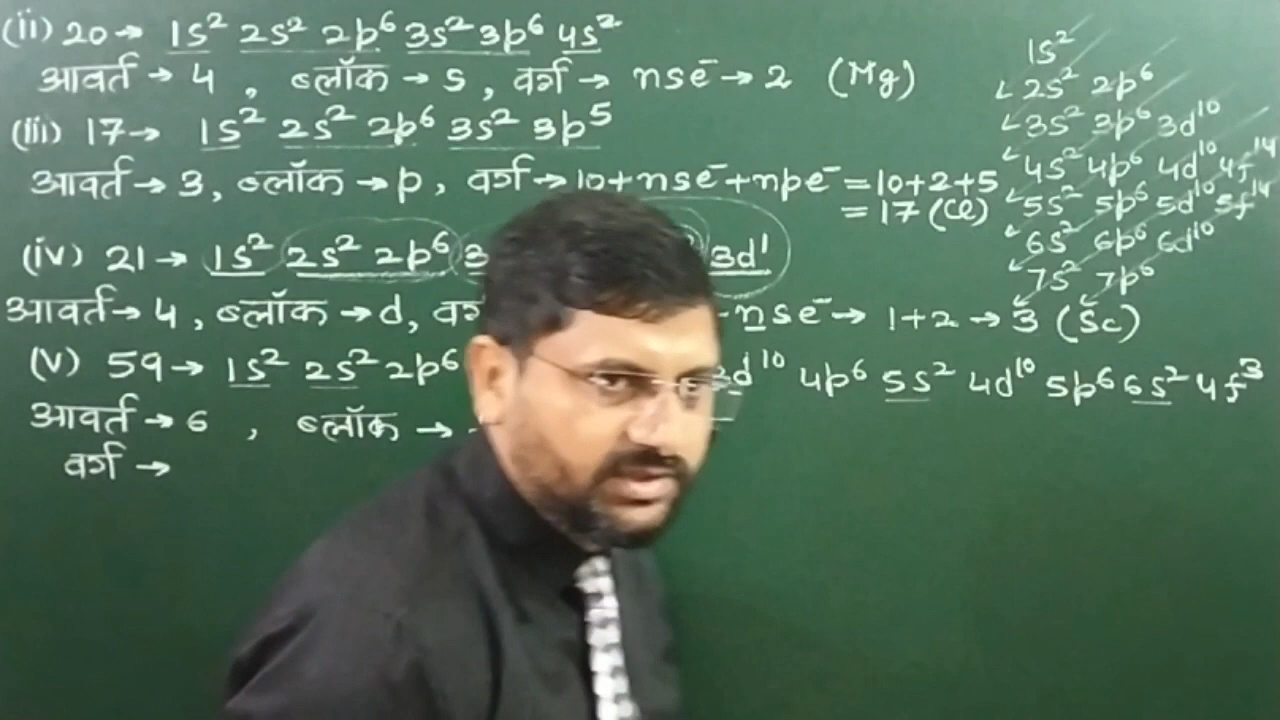 (ii) 20→ 1s² 2s² 2p⁶ 3s² 3p⁶ 4s²
आवर्त → 4 , ब्लॉक → s , वर्ग → nse⁻→ 2 (Mg)
(iii) 17→ 1s² 2s² 2p⁶ 3s² 3p⁵
आवर्त → 3, ब्लॉक → p , वर्ग → 10+nse⁻+npe⁻ = 10+2+5
= 17 (Cl)
(iv) 21 → 1s² 2s² 2p⁶ 3 3d¹
आवर्त → 4 , ब्लॉक → d, nse⁻ → 1+2 → 3 (Sc)
(v) 59 → 1s² 2s² 2p⁶ 3d¹⁰ 4p⁶ 5s² 4d¹⁰ 5p⁶ 6s² 4f³
आवर्त → 6 , ब्लॉक →
वर्ग →
1s²
2s² 2p⁶
3s² 3p⁶ 3d¹⁰
4s² 4p⁶ 4d¹⁰ 4f¹⁴
5s² 5p⁶ 5d¹⁰ 5f¹⁴
6s² 6p⁶ 6d¹⁰
7s² 7p⁶